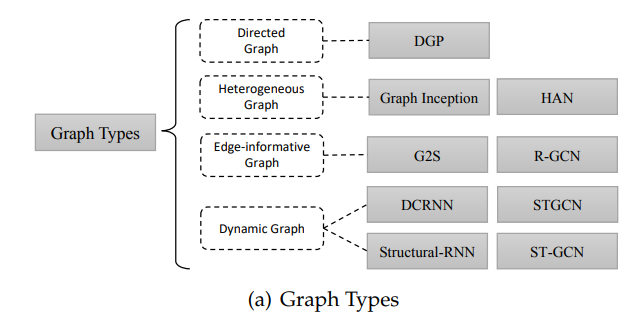 Directed
Graph
DGP
Heterogeneous
Graph
Graph Inception
HAN
Graph Types
Edge-informative
Graph
G2S
R-GCN
Dynamic Graph
DCRNN
STGCN
Structural-RNN
ST-GCN
(a) Graph Types